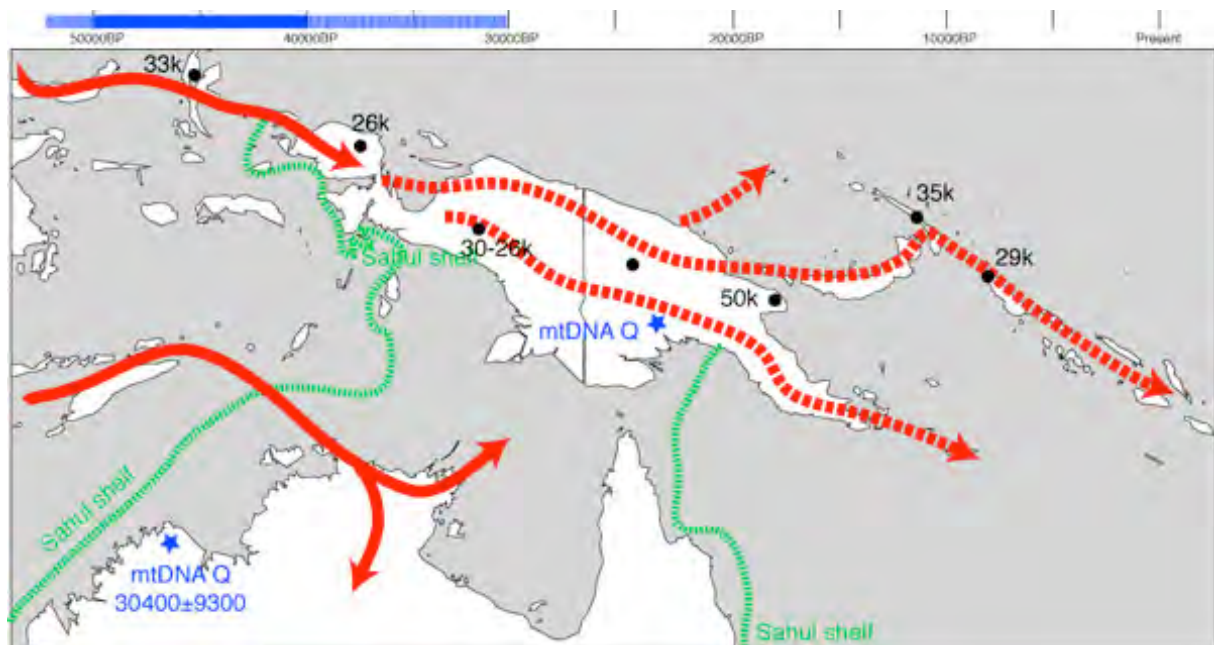 50000BP 40000BP 30000BP 20000BP 10000BP Present
33k
26k
35k
30-26k
29k
Sahul shelf
50k
mtDNA Q
Sahul shelf
mtDNA Q
30400±9300
Sahul shelf